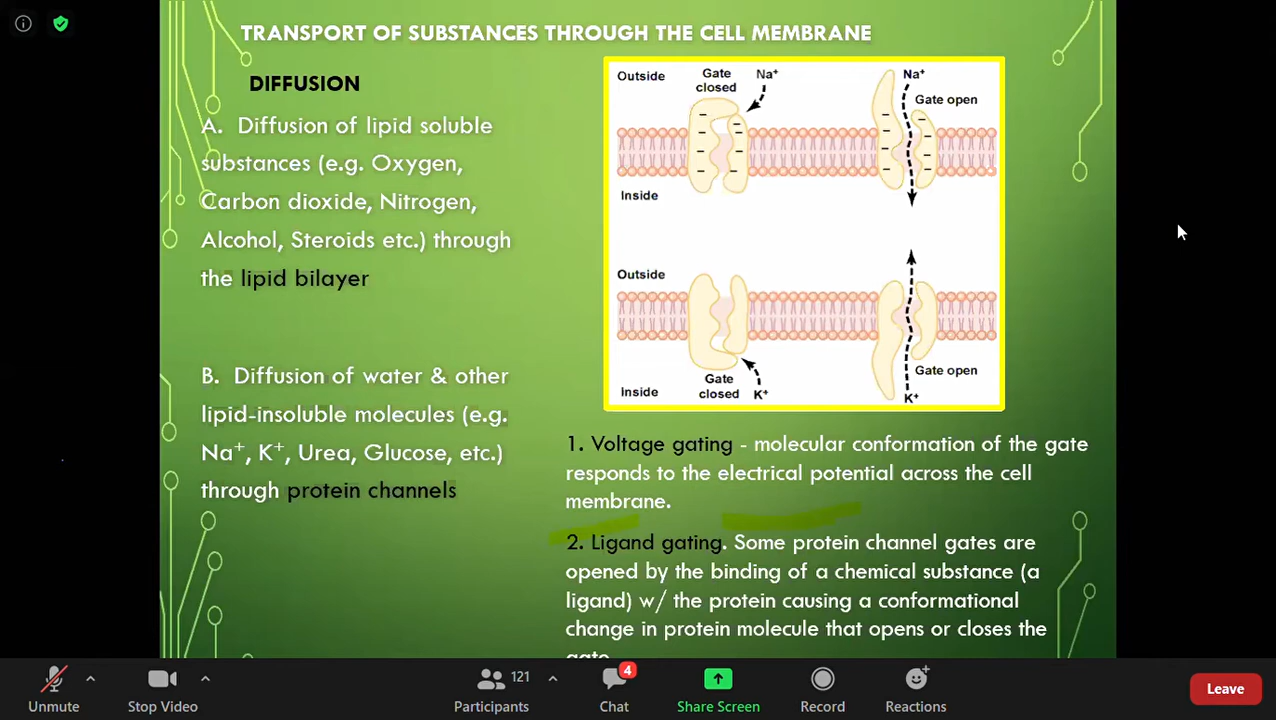 TRANSPORT OF SUBSTANCES THROUGH THE CELL MEMBRANE
DIFFUSION
A. Diffusion of lipid soluble
substances (e.g. Oxygen,
Carbon dioxide, Nitrogen,
Alcohol, Steroids etc.) through
the lipid bilayer
B. Diffusion of water & other
lipid-insoluble molecules (e.g.
Na⁺, K⁺, Urea, Glucose, etc.)
through protein channels
Outside
Gate
closed
Na⁺
Na⁺
Gate open
Inside
Outside
Inside
Gate
closed
K⁺
Gate open
K⁺
1. Voltage gating - molecular conformation of the gate
responds to the electrical potential across the cell
membrane.
2. Ligand gating. Some protein channel gates are
opened by the binding of a chemical substance (a
ligand) w/ the protein causing a conformational
change in protein molecule that opens or closes the
gate.
Unmute
Stop Video
Participants
121
Chat
4
Share Screen
Record
Reactions
Leave